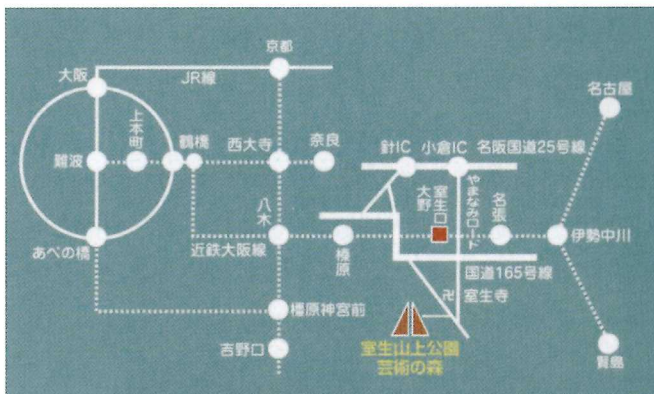 京都
大阪
JR線
名古屋
上本町
鶴橋
西大寺
奈良
針IC
小倉IC
名阪国道25号線
難波
八木
室生口
大野
やまなみロード
名張
あべの橋
近鉄大阪線
榛原
伊勢中川
国道165号線
卍 室生寺
橿原神宮前
吉野口
室生山上公園
芸術の森
賢島